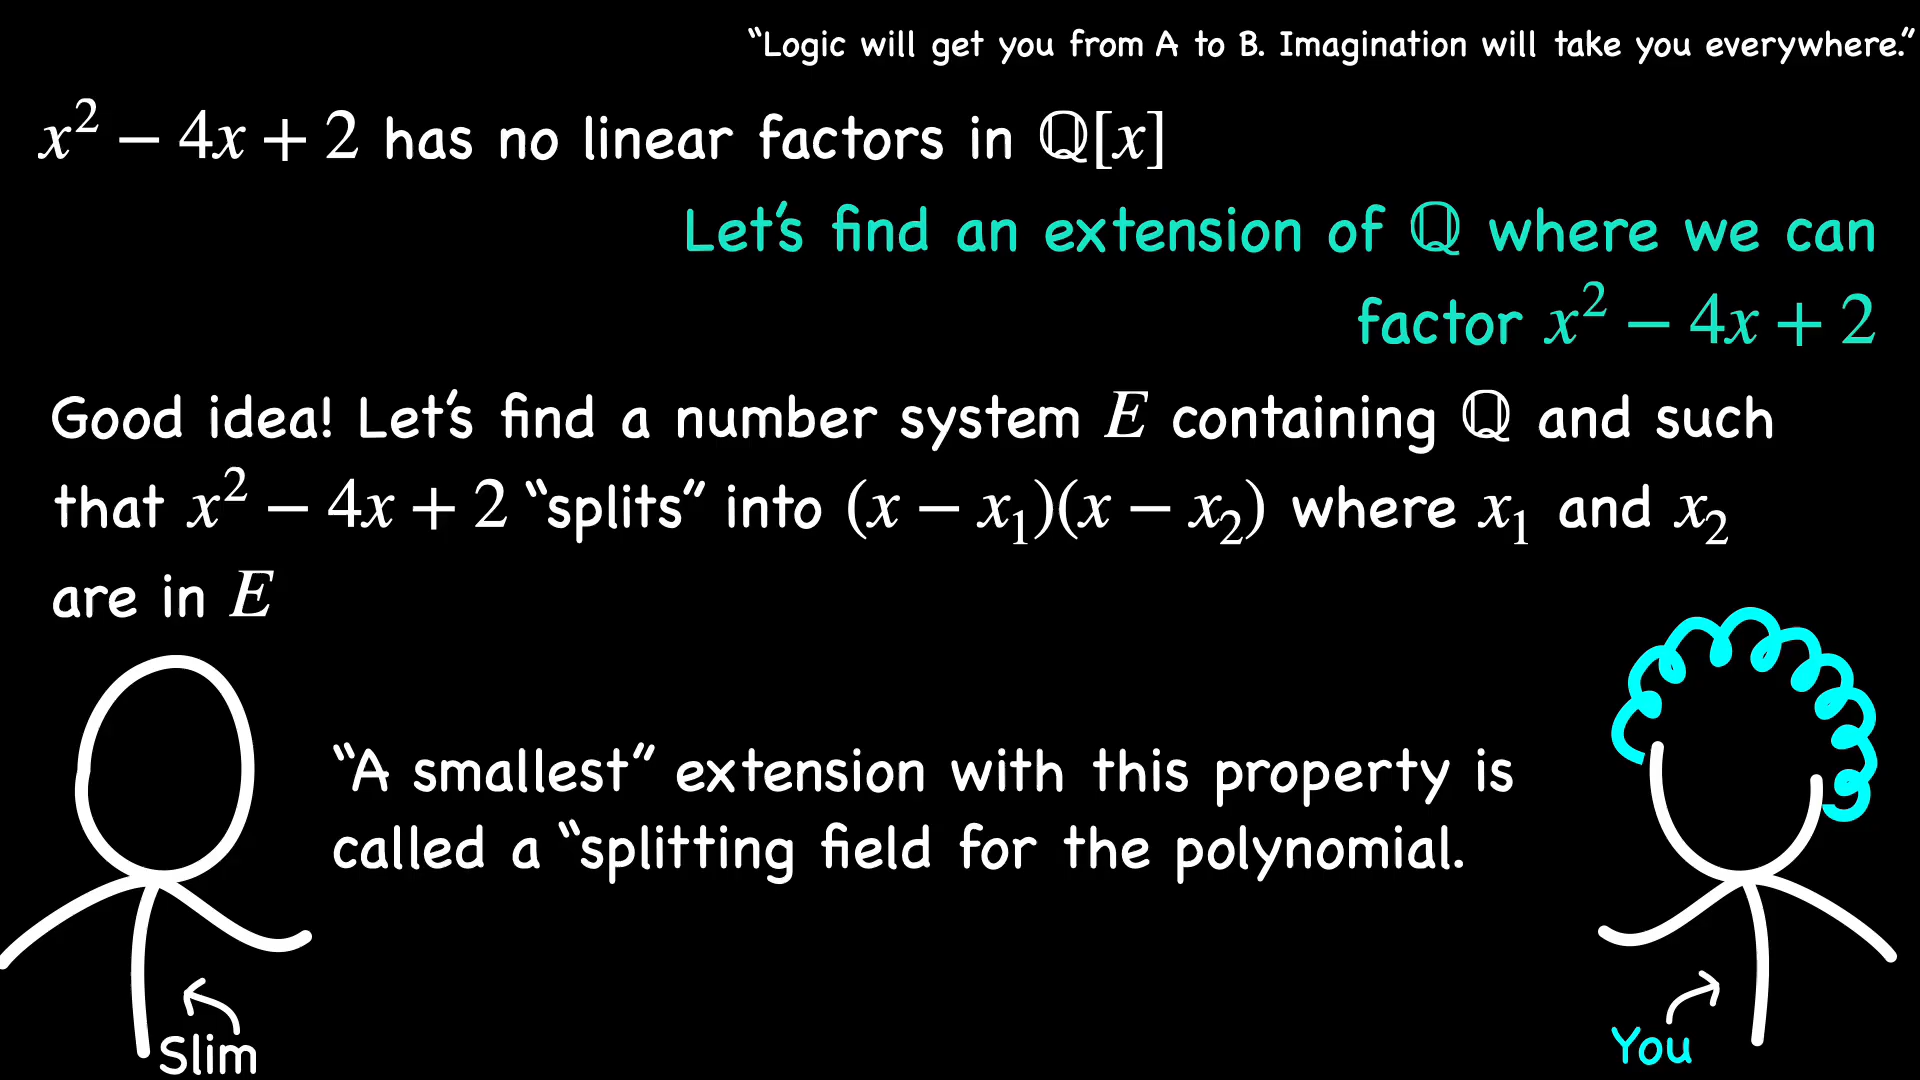 “Logic will get you from A to B. Imagination will take you everywhere.”
x² − 4x + 2 has no linear factors in ℚ[x]
Let’s find an extension of ℚ where we can
factor x² − 4x + 2
Good idea! Let’s find a number system E containing ℚ and such
that x² − 4x + 2 “splits” into (x − x₁)(x − x₂) where x₁ and x₂
are in E
“A smallest” extension with this property is
called a “splitting field for the polynomial.
Slim
You